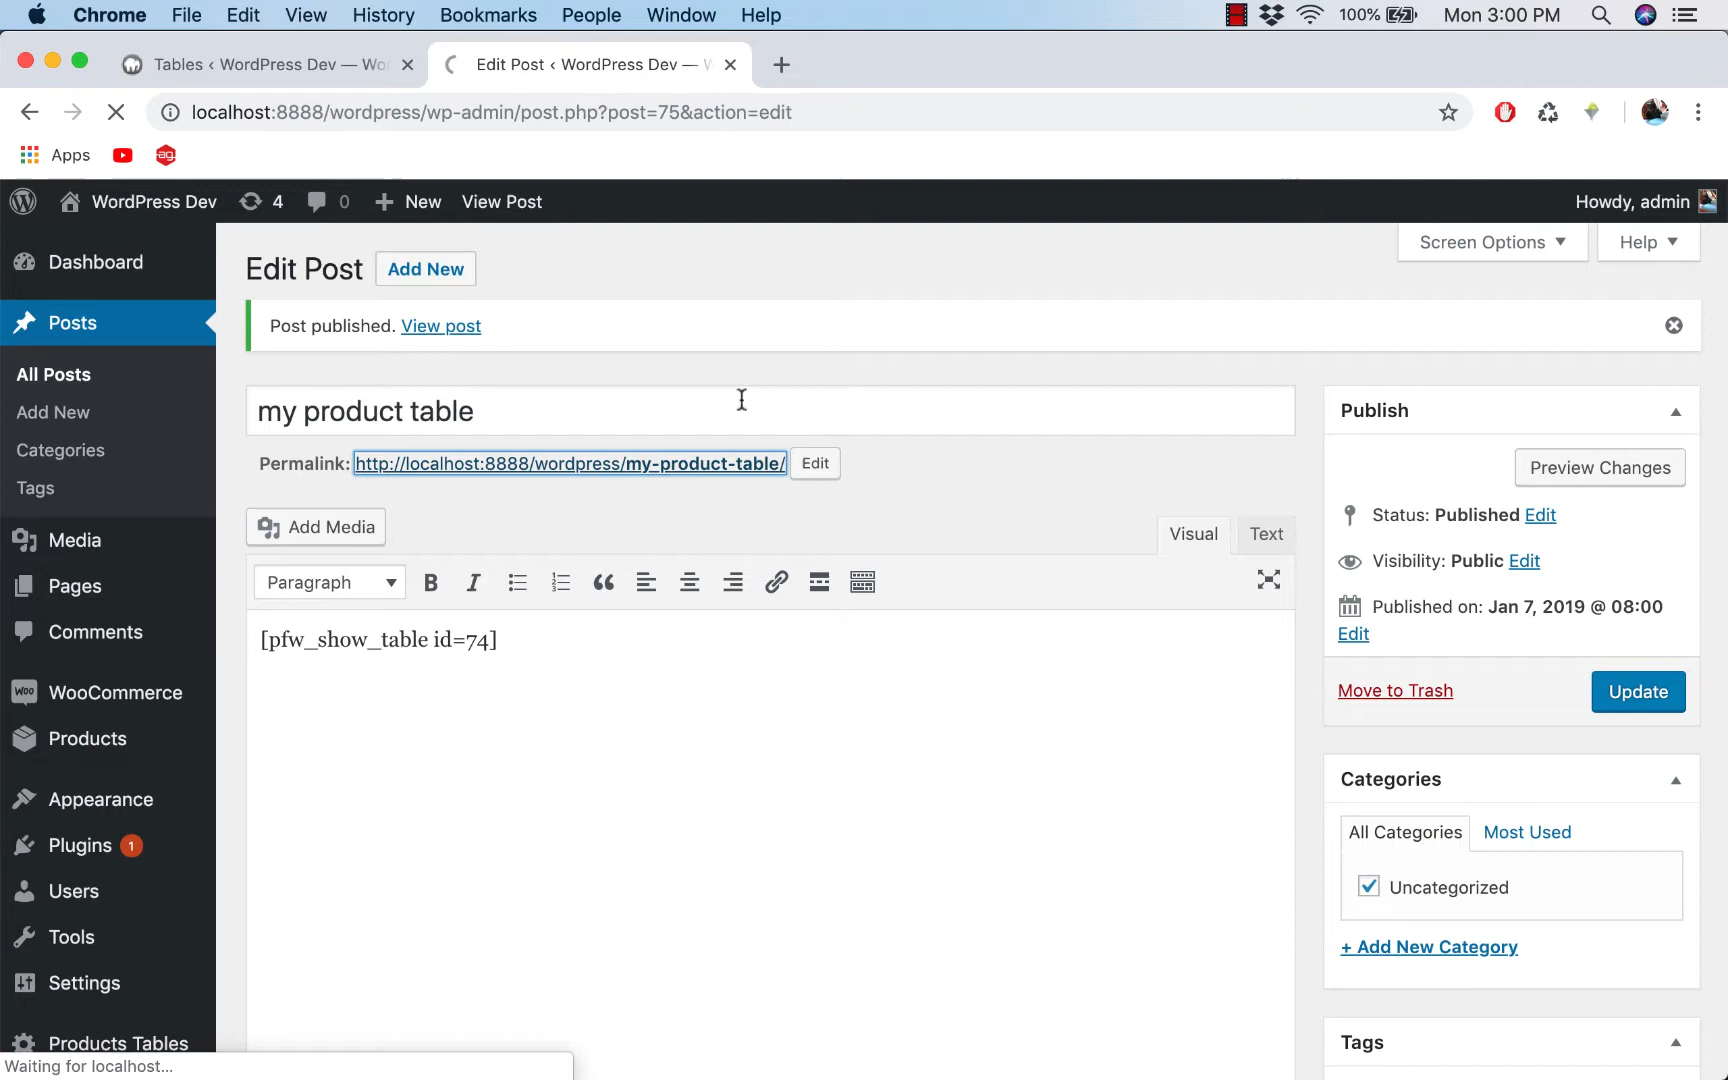 Chrome File Edit View History Bookmarks People Window Help 100% Mon 3:00 PM
Tables ‹ WordPress Dev — Wo Edit Post ‹ WordPress Dev —
localhost:8888/wordpress/wp-admin/post.php?post=75&action=edit
Apps
WordPress Dev 4 0 New View Post Howdy, admin
Screen Options Help
Dashboard
Posts
All Posts
Add New
Categories
Tags
Media
Pages
Comments
WooCommerce
Products
Appearance
Plugins 1
Users
Tools
Settings
Products Tables
Edit Post Add New
Post published. View post
my product table
Permalink: http://localhost:8888/wordpress/my-product-table/ Edit
Add Media Visual Text
Paragraph
[pfw_show_table id=74]
Publish
Preview Changes
Status: Published Edit
Visibility: Public Edit
Published on: Jan 7, 2019 @ 08:00
Edit
Move to Trash Update
Categories
All Categories Most Used
Uncategorized
+ Add New Category
Tags
Waiting for localhost...